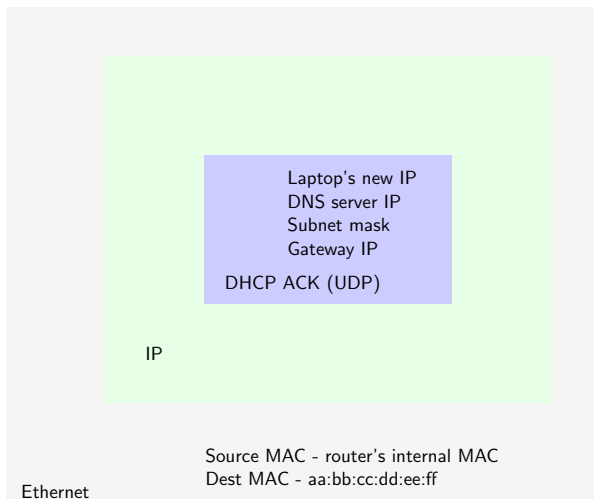 Laptop's new IP
DNS server IP
Subnet mask
Gateway IP
DHCP ACK (UDP)
IP
Source MAC - router's internal MAC
Dest MAC - aa:bb:cc:dd:ee:ff
Ethernet